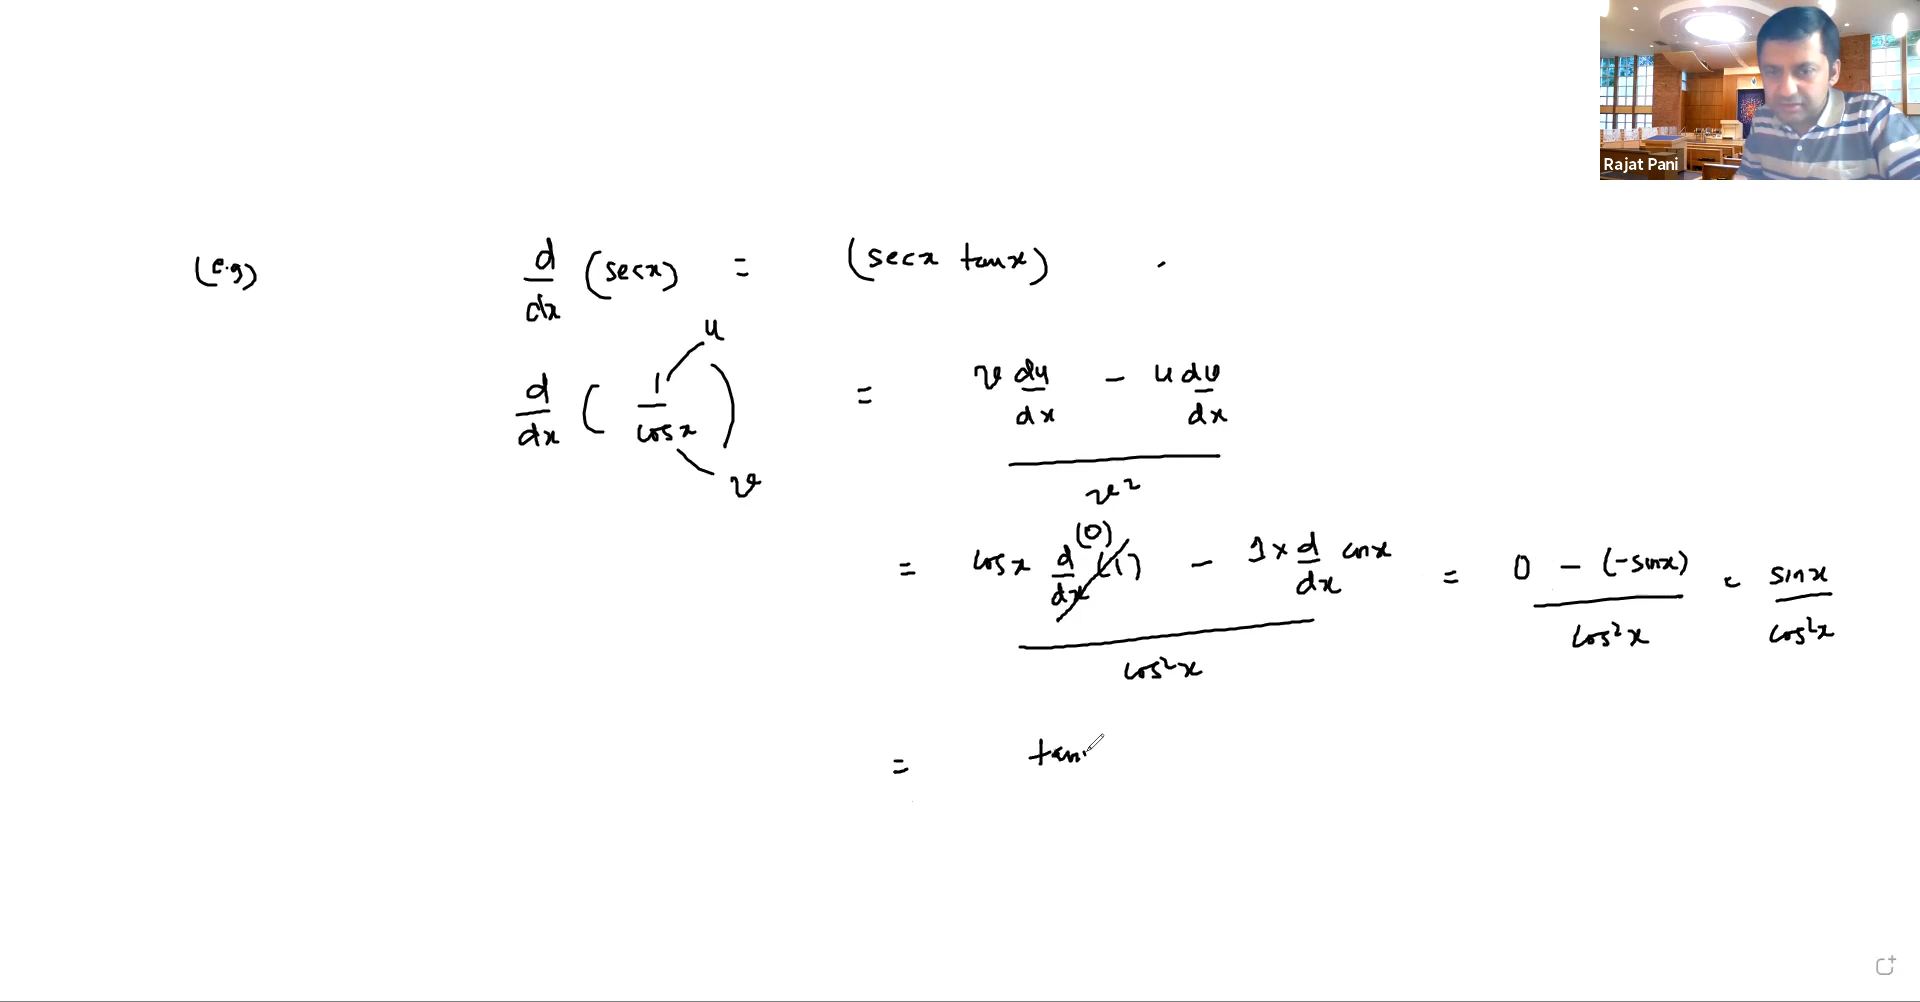 Rajat Pani
(e.g) d/dx (secx) = (secx tanx) .
u
d/dx ( 1/cosx ) = v du/dx - u dv/dx
v
v²
(0)
= cosx d/dx (1) - 1 x d/dx cosx = 0 - (-sinx) = sinx
cos²x cos²x cos²x
= tan